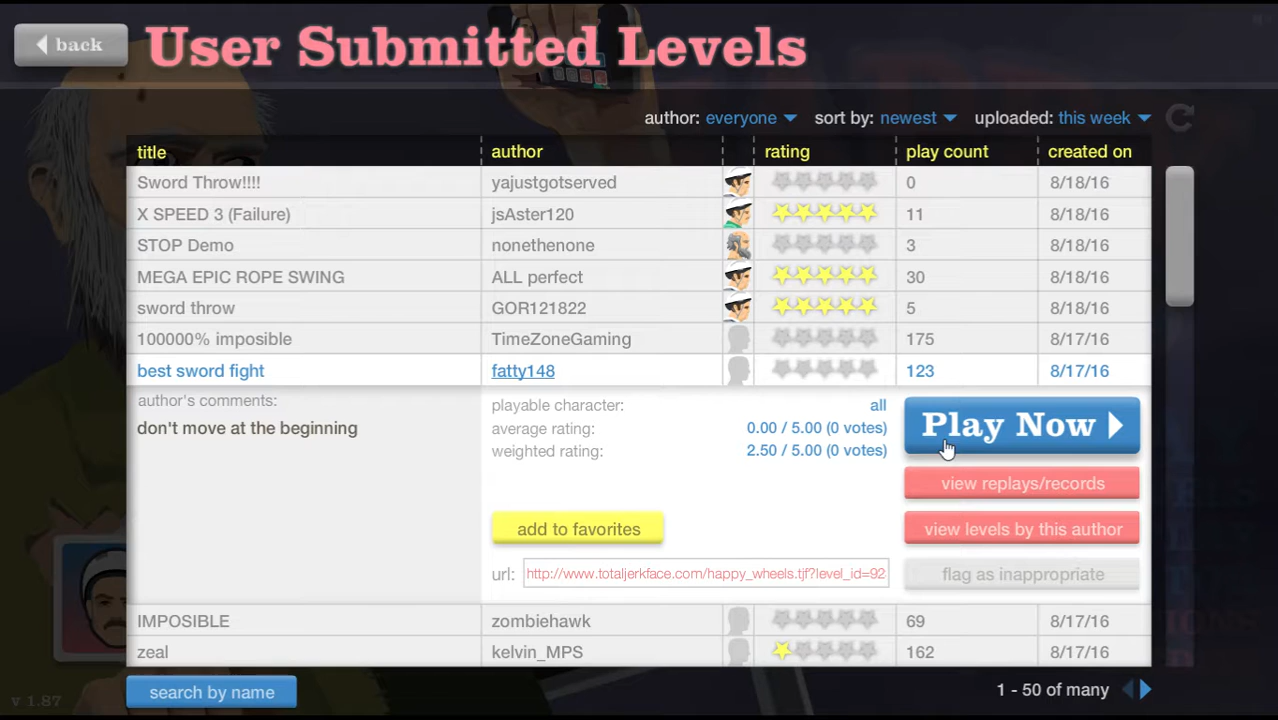 back
User Submitted Levels
author: everyone sort by: newest uploaded: this week
title author rating play count created on
Sword Throw!!!! yajustgotserved 0 8/18/16
X SPEED 3 (Failure) jsAster120 11 8/18/16
STOP Demo nonethenone 3 8/18/16
MEGA EPIC ROPE SWING ALL perfect 30 8/18/16
sword throw GOR121822 5 8/18/16
100000% imposible TimeZoneGaming 175 8/17/16
best sword fight fatty148 123 8/17/16
author's comments:
don't move at the beginning
playable character: all
average rating: 0.00 / 5.00 (0 votes)
weighted rating: 2.50 / 5.00 (0 votes)
Play Now
view replays/records
add to favorites
view levels by this author
url: http://www.totaljerkface.com/happy_wheels.tjf?level_id=92
flag as inappropriate
IMPOSIBLE zombiehawk 69 8/17/16
zeal kelvin_MPS 162 8/17/16
search by name
1 - 50 of many
v 1.87